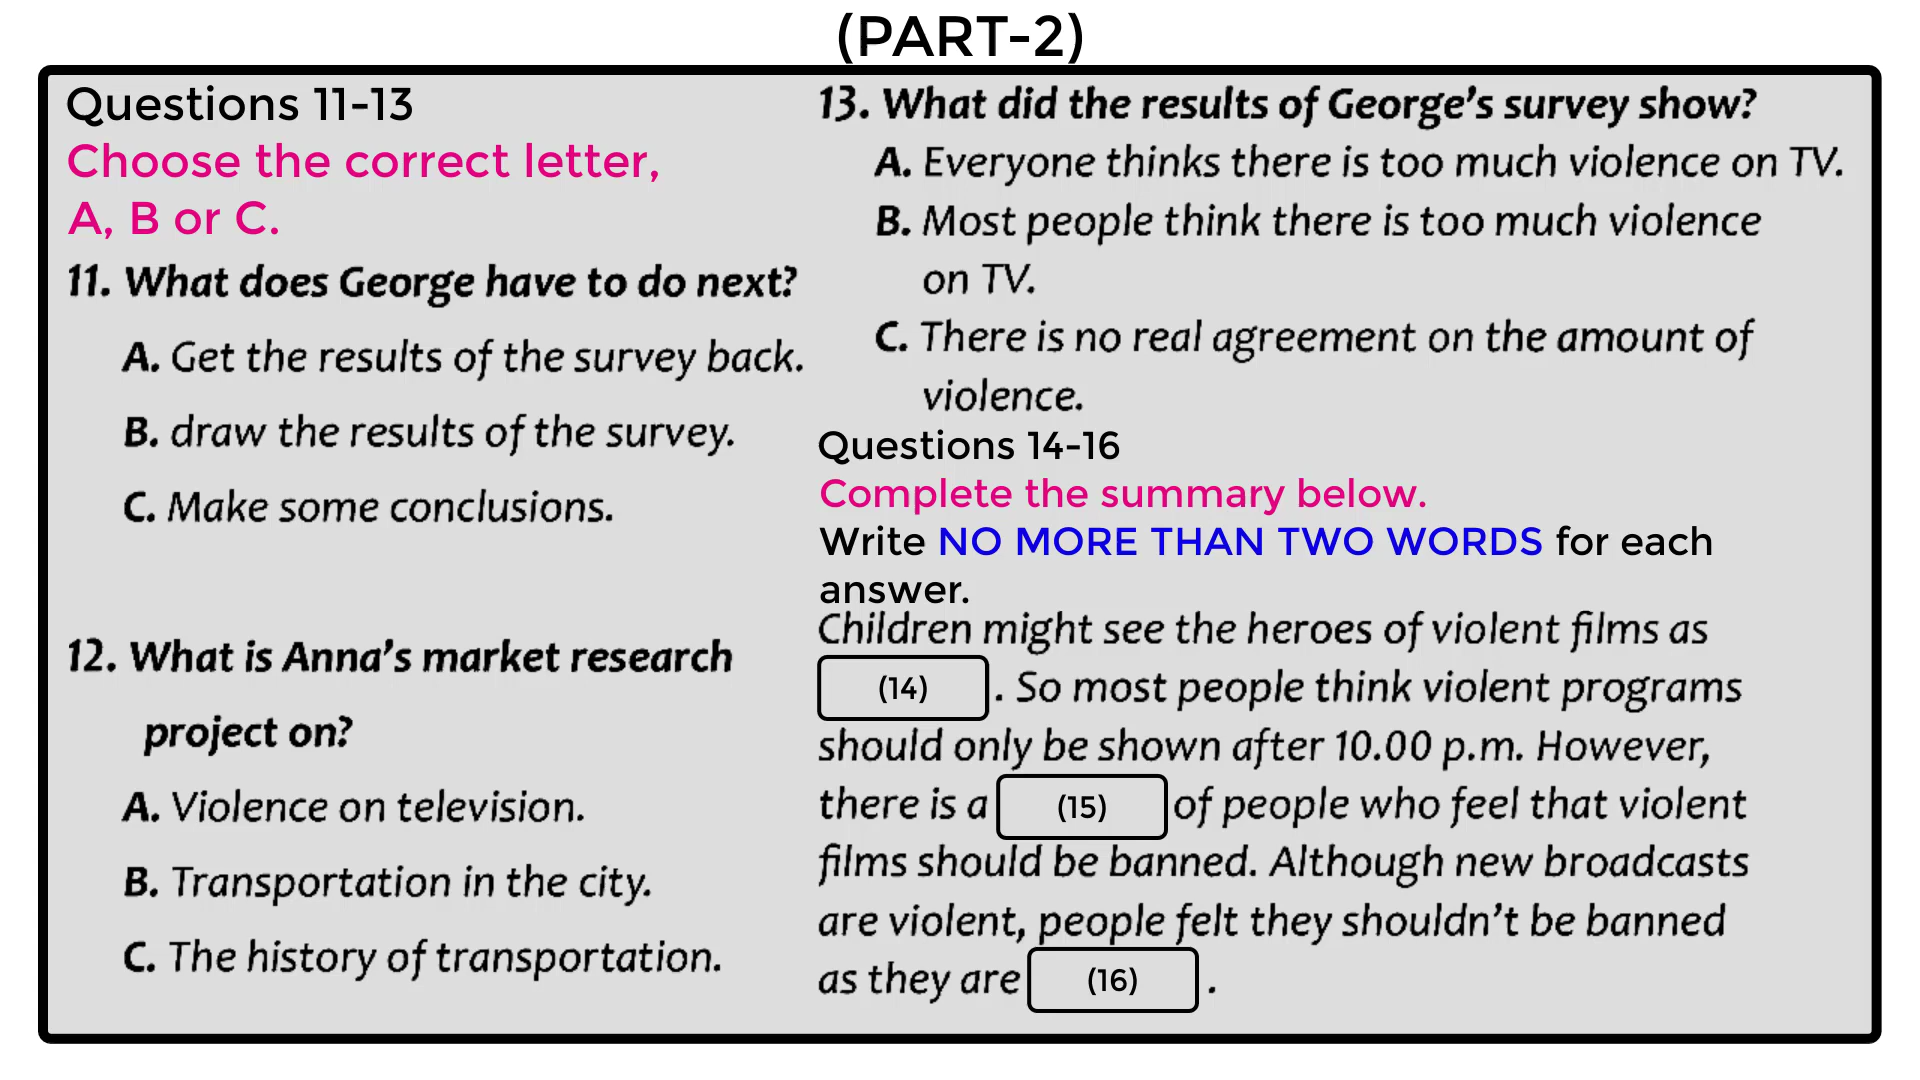 (PART-2)
Questions 11-13
Choose the correct letter,
A, B or C.
11. What does George have to do next?
A. Get the results of the survey back.
B. draw the results of the survey.
C. Make some conclusions.
12. What is Anna's market research
project on?
A. Violence on television.
B. Transportation in the city.
C. The history of transportation.
13. What did the results of George's survey show?
A. Everyone thinks there is too much violence on TV.
B. Most people think there is too much violence
on TV.
C. There is no real agreement on the amount of
violence.
Questions 14-16
Complete the summary below.
Write NO MORE THAN TWO WORDS for each
answer.
Children might see the heroes of violent films as
(14) . So most people think violent programs
should only be shown after 10.00 p.m. However,
there is a (15) of people who feel that violent
films should be banned. Although new broadcasts
are violent, people felt they shouldn't be banned
as they are (16) .